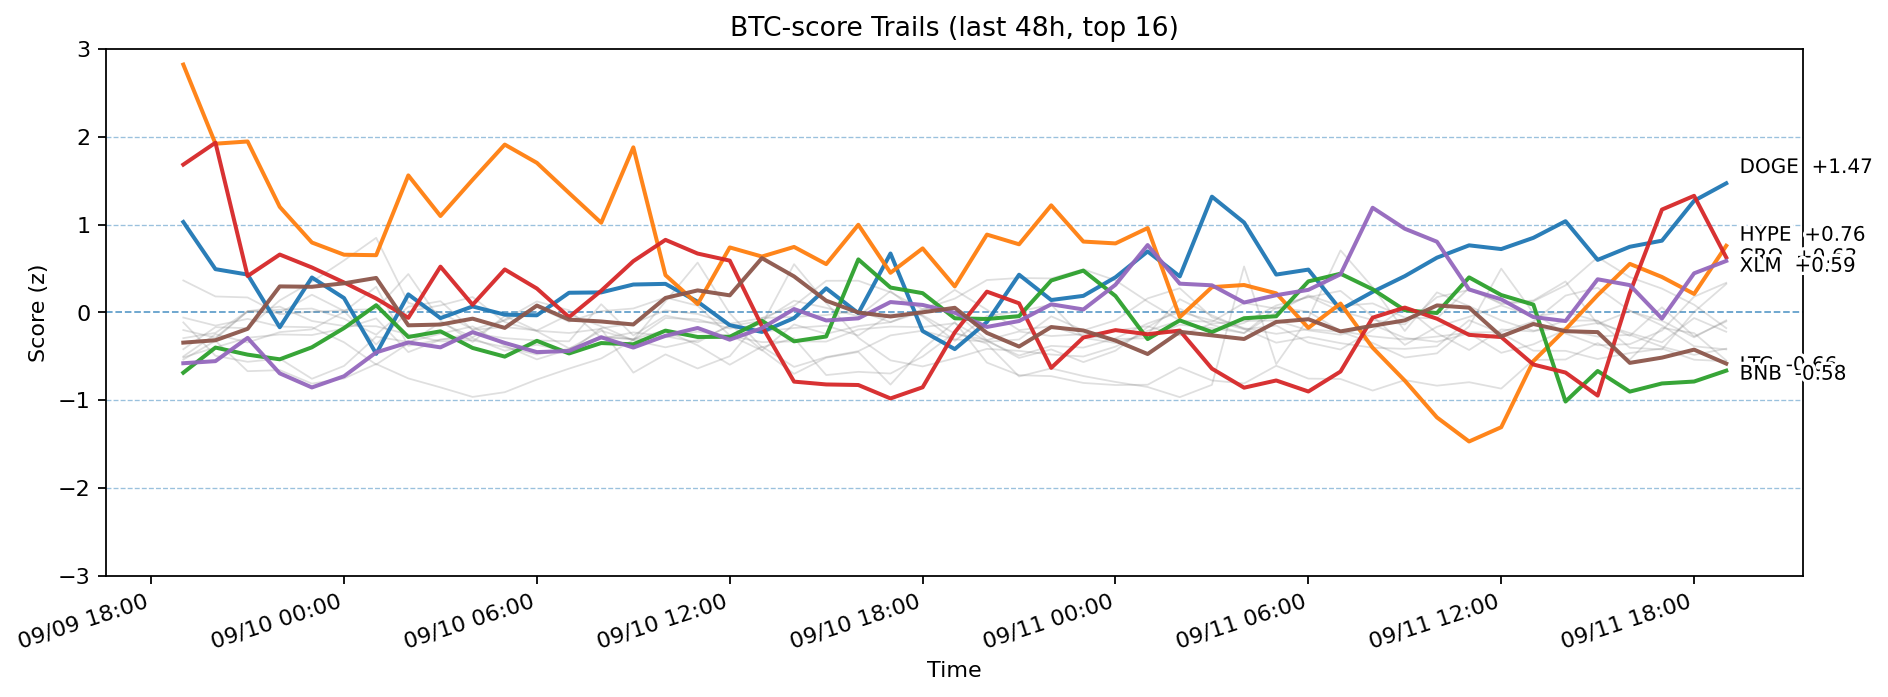 BTC-score Trails (last 48h, top 16)
Score (z)
3
2
1
0
−1
−2
−3
DOGE +1.47
HYPE +0.76
XLM +0.59
BNB -0.58
09/09 18:00
09/10 00:00
09/10 06:00
09/10 12:00
09/10 18:00
09/11 00:00
09/11 06:00
09/11 12:00
09/11 18:00
Time